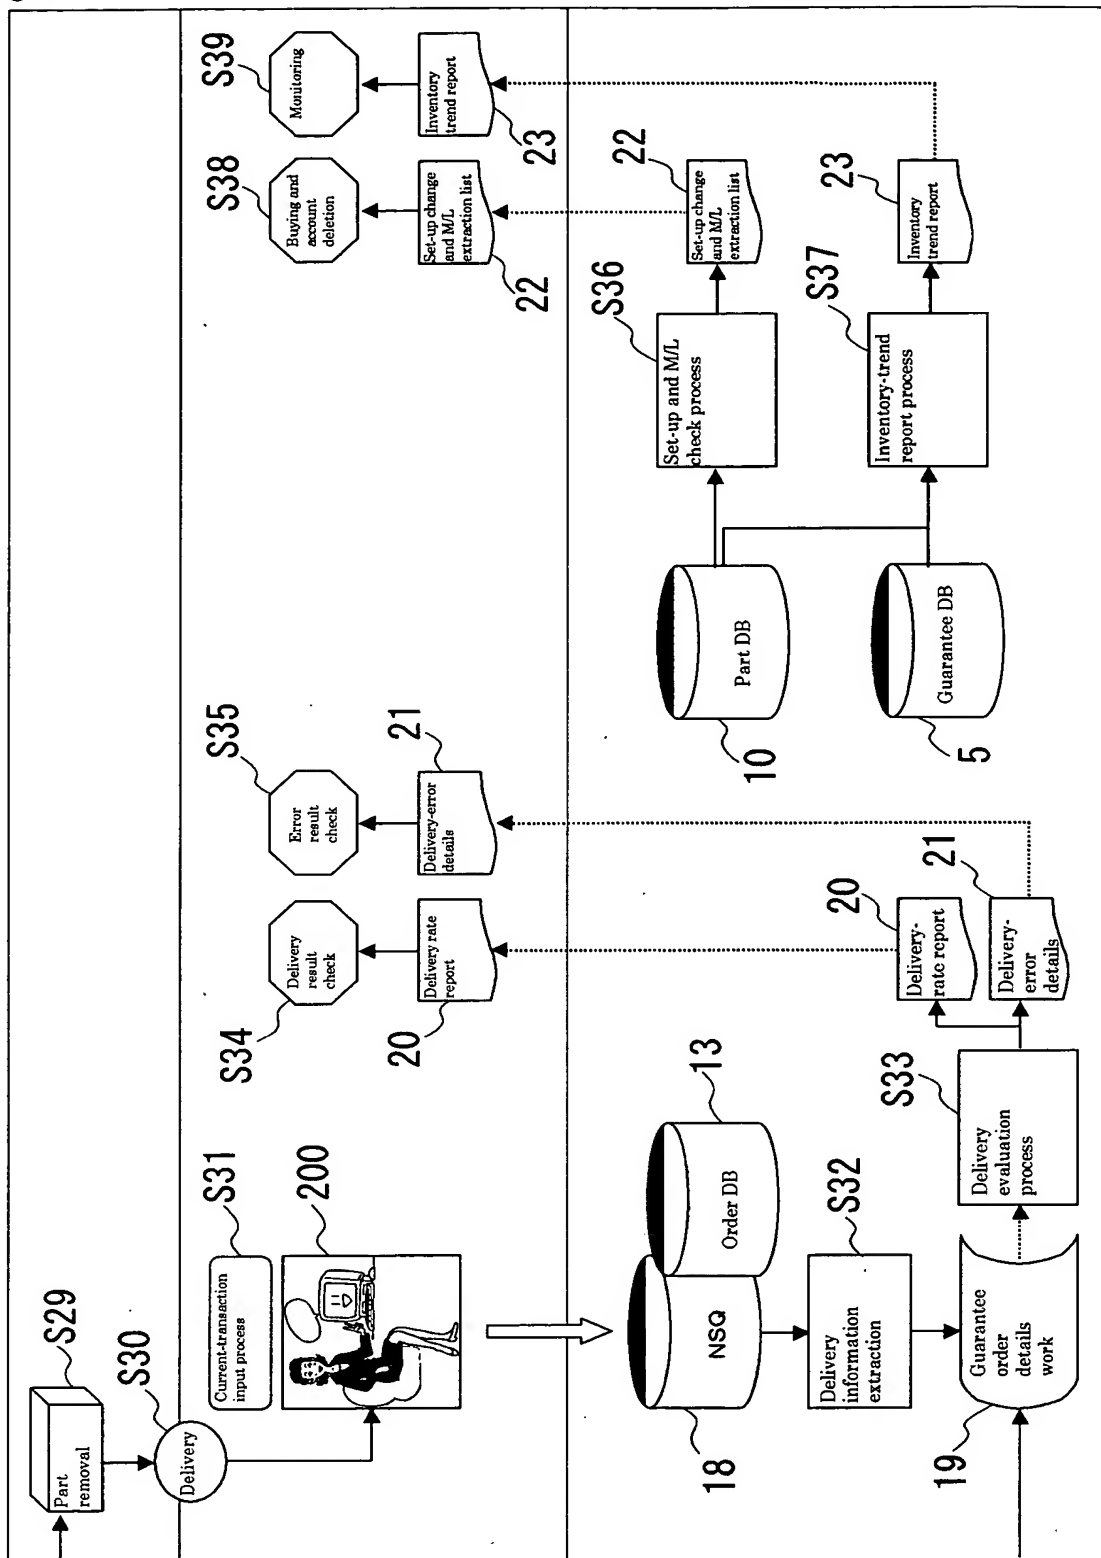 Part
removal
S29
Delivery
S30
Current-transaction
input process
S31
200
Delivery
result
check
S34
Delivery rate
report
20
Error
result
check
S35
Delivery-error
details
21
Buying and
account
deletion
S38
Set-up change
and M/L
extraction list
22
Monitoring
S39
Inventory
trend report
23
NSQ
18
Order DB
13
Delivery
information
extraction
S32
Guarantee
order
details
work
19
Delivery
evaluation
process
S33
Delivery-
rate report
20
Delivery-
error
details
21
Part DB
10
Guarantee DB
5
Set-up and M/L
check process
S36
Set-up change
and M/L
extraction list
22
Inventory-trend
report process
S37
Inventory
trend report
23